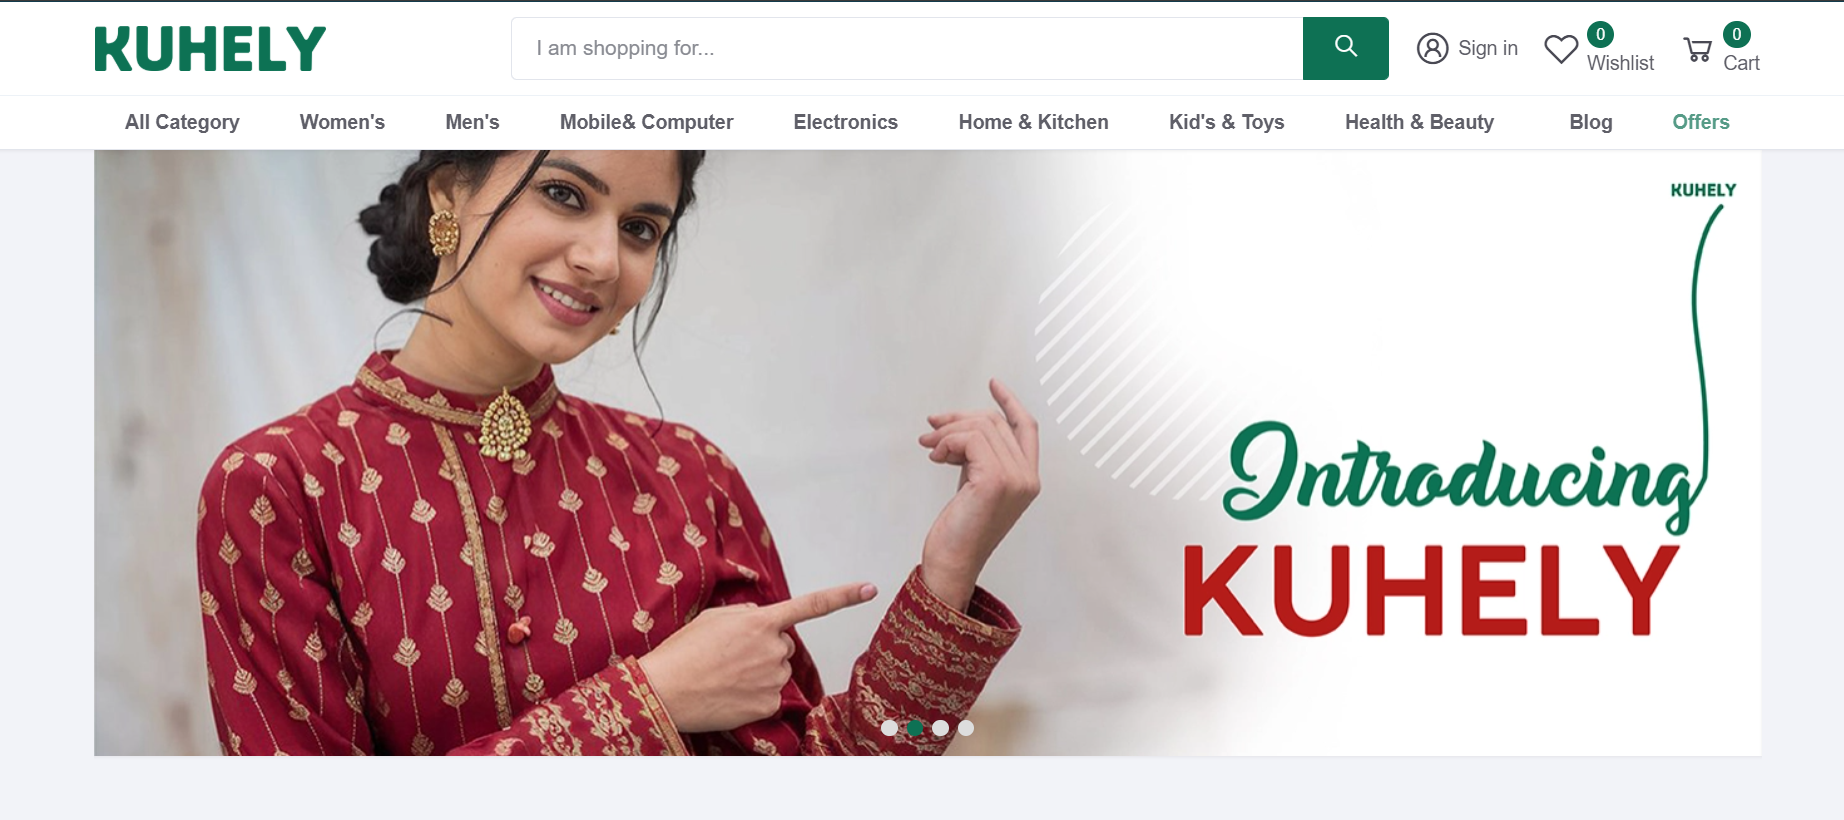 KUHELY
I am shopping for...
Sign in
0
Wishlist
0
Cart
All Category Women's Men's Mobile& Computer Electronics Home & Kitchen Kid's & Toys Health & Beauty Blog Offers
KUHELY
Introducing
KUHELY